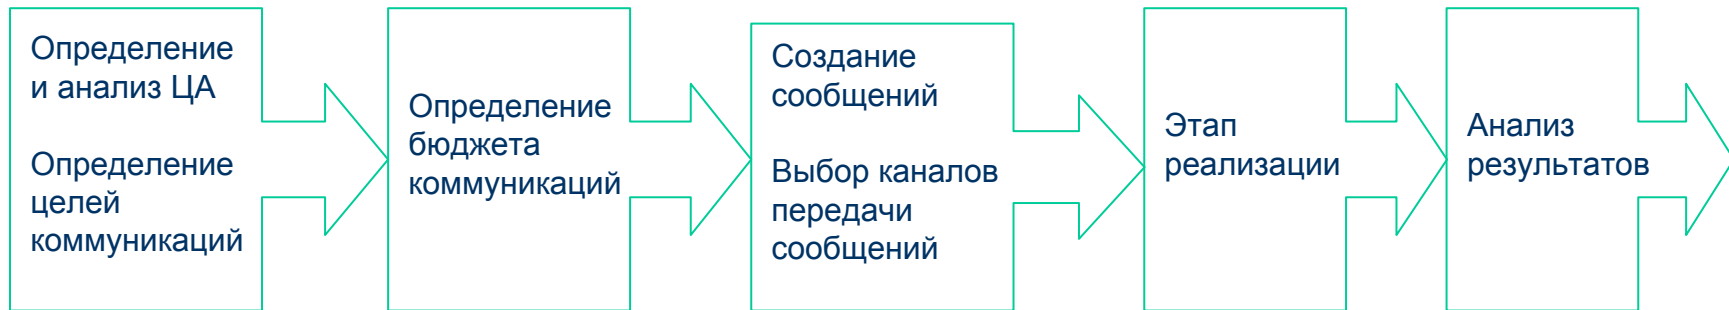 Определение
и анализ ЦА
Определение
целей
коммуникаций
Определение
бюджета
коммуникаций
Создание
сообщений
Выбор каналов
передачи
сообщений
Этап
реализации
Анализ
результатов